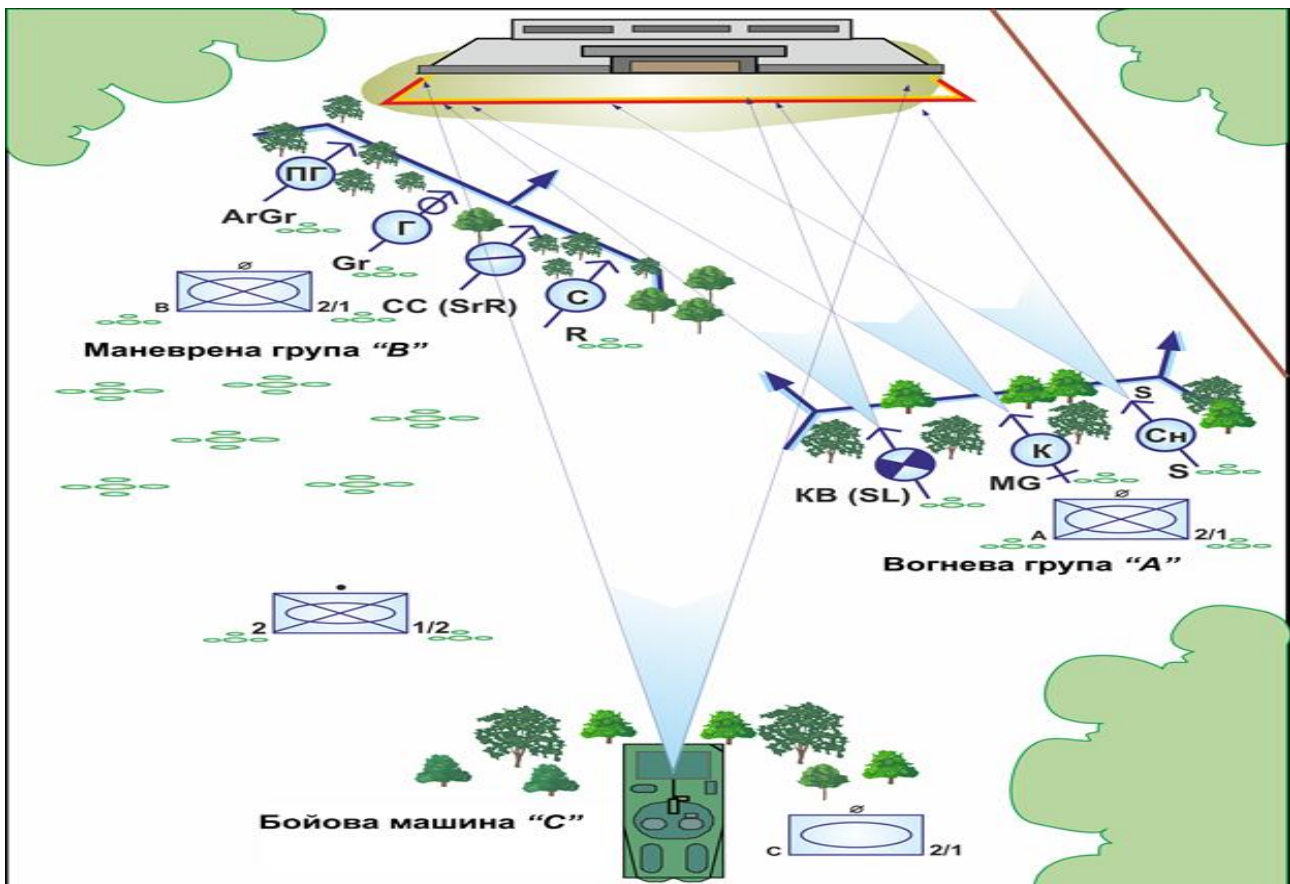 ПГ
ArGr
Г
Gr
СС (SrR)
С
R
В
2/1
Маневрена група “В”
S
Сн
S
К
MG
КВ (SL)
А
2/1
Вогнева група “А”
2
1/2
Бойова машина “С”
С
2/1